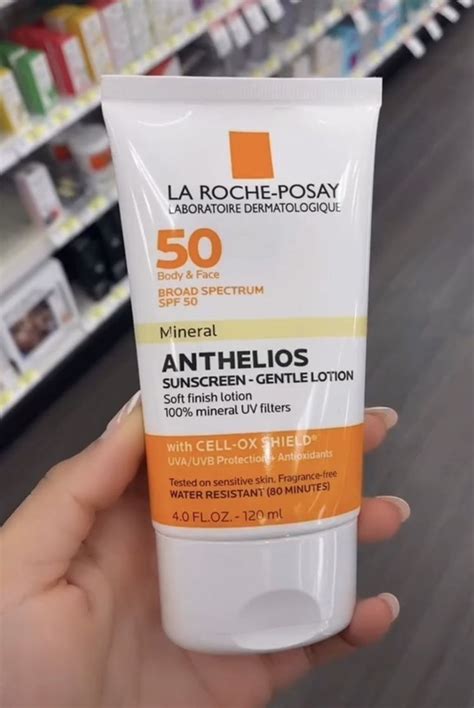 LA ROCHE-POSAY
LABORATOIRE DERMATOLOGIQUE
50
Body & Face
BROAD SPECTRUM
SPF 50
Mineral
ANTHELIOS
SUNSCREEN - GENTLE LOTION
Soft finish lotion
100% mineral UV filters
with CELL-OX SHIELD®
UVA/UVB Protection + Antioxidants
Tested on sensitive skin. Fragrance-free
WATER RESISTANT (80 MINUTES)
4.0 FL.OZ. - 120 ml